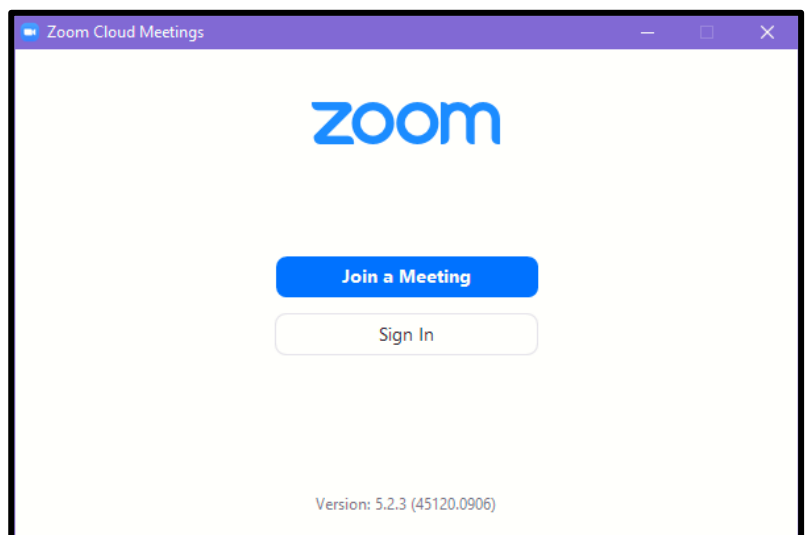 Zoom Cloud Meetings
zoom
Join a Meeting
Sign In
Version: 5.2.3 (45120.0906)